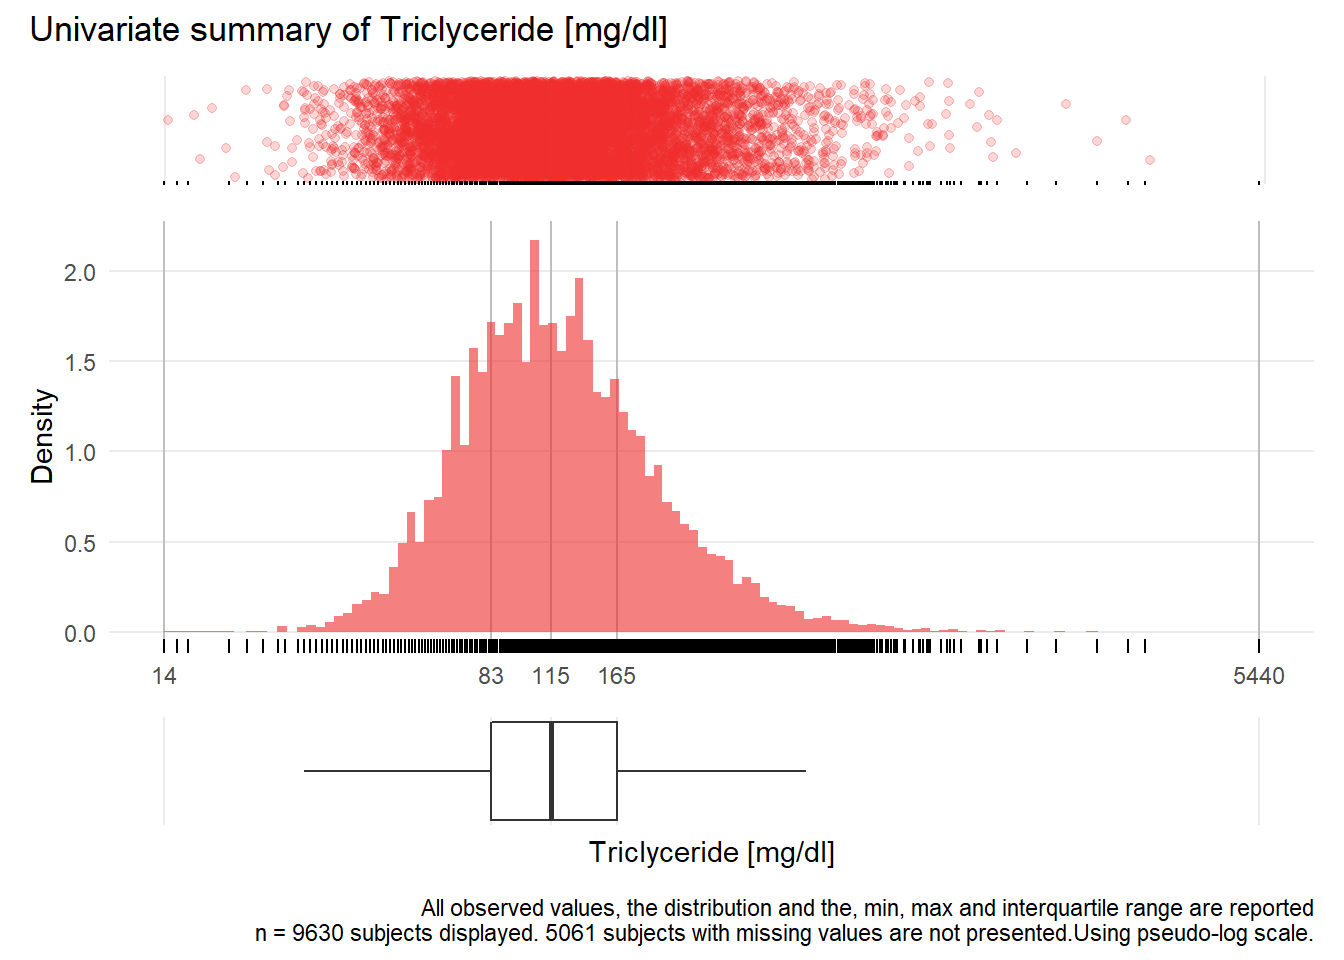 Univariate summary of Triclyceride [mg/dl]
2.0
1.5
1.0
0.5
0.0
Density
14 83 115 165 5440
Triclyceride [mg/dl]
All observed values, the distribution and the, min, max and interquartile range are reported
n = 9630 subjects displayed. 5061 subjects with missing values are not presented.Using pseudo-log scale.